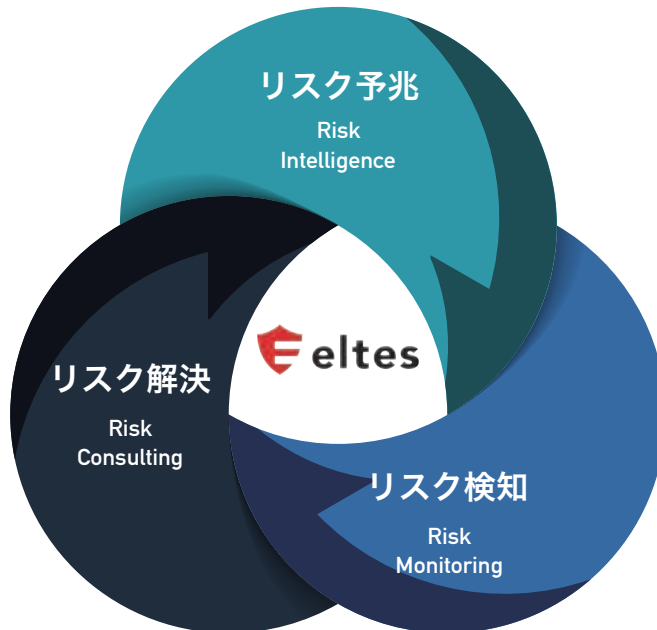 リスク予兆
Risk
Intelligence
eltes
リスク解決
Risk
Consulting
リスク検知
Risk
Monitoring